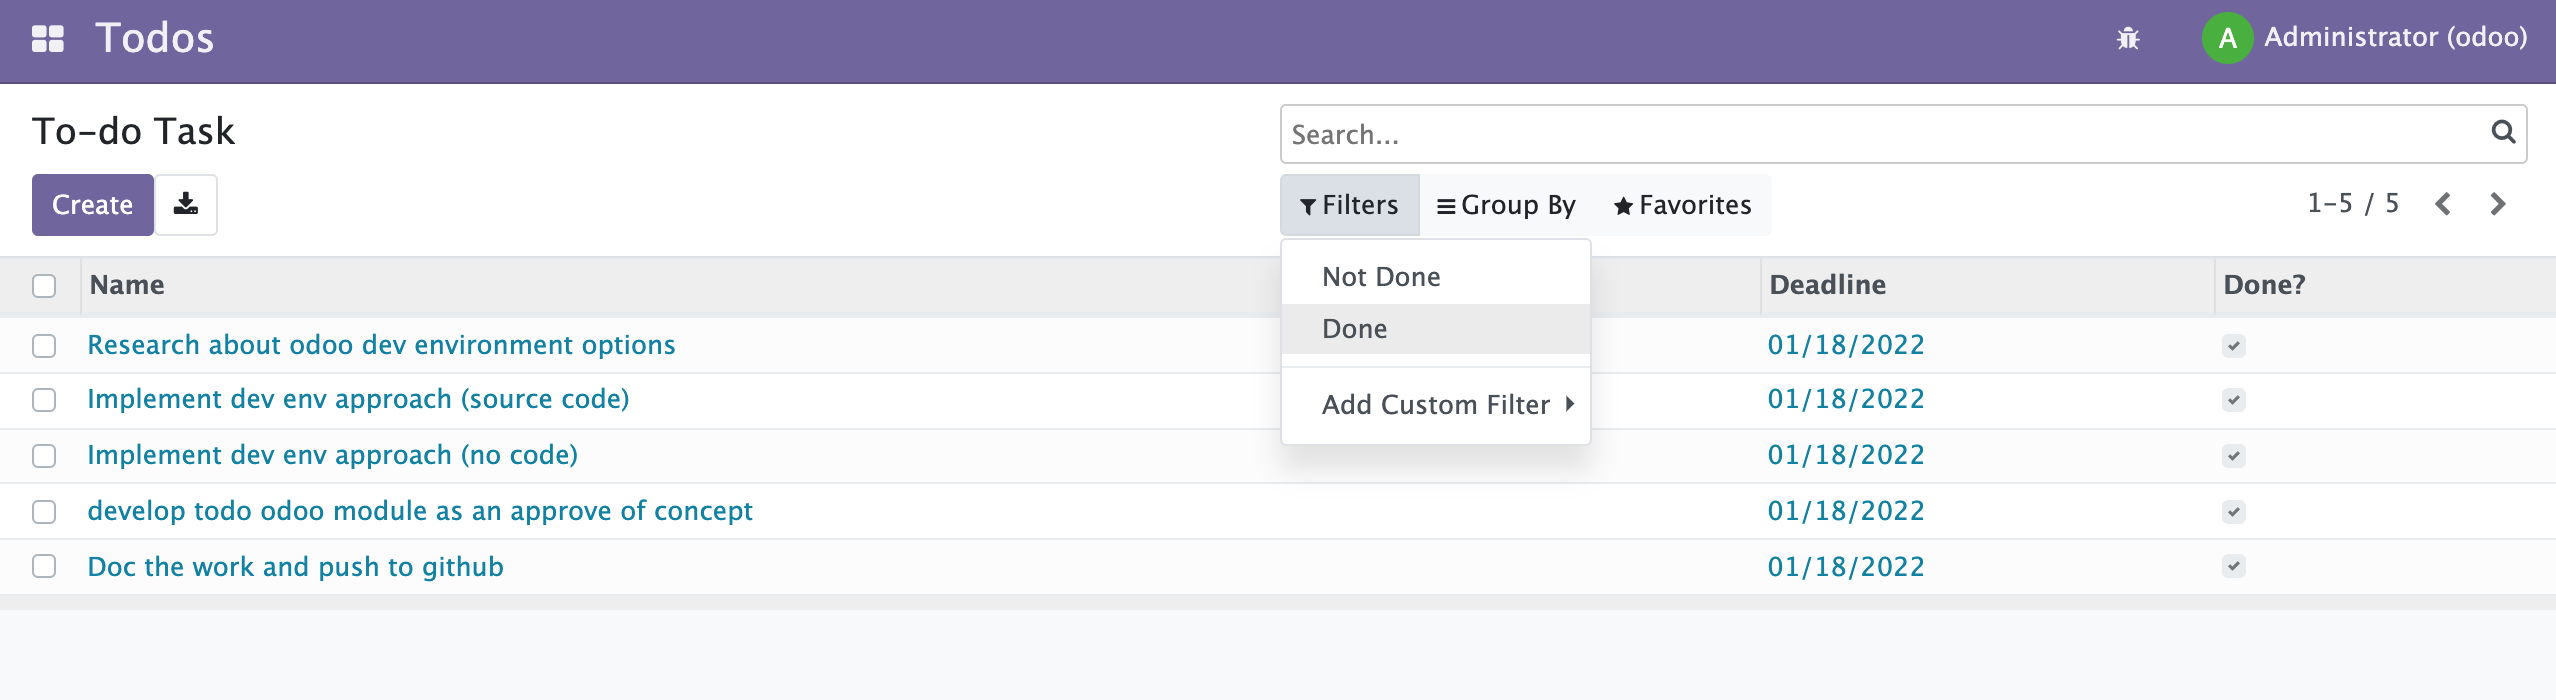 Todos
A Administrator (odoo)
To-do Task
Search...
Create
Filters Group By Favorites
1-5 / 5
Not Done
Done
Add Custom Filter
Name Deadline Done?
Research about odoo dev environment options 01/18/2022
Implement dev env approach (source code) 01/18/2022
Implement dev env approach (no code) 01/18/2022
develop todo odoo module as an approve of concept 01/18/2022
Doc the work and push to github 01/18/2022